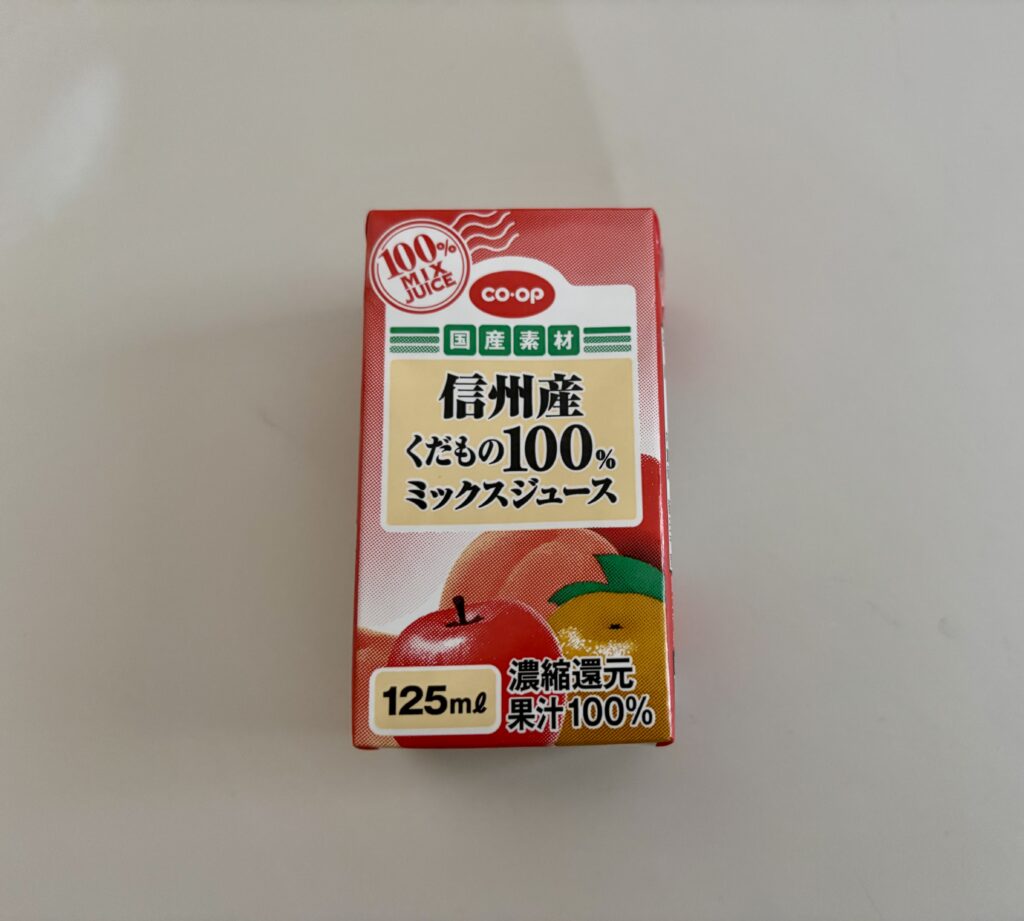 100%
MIX
JUICE
CO·OP
国産素材
信州産
くだもの100%
ミックスジュース
125mℓ
濃縮還元
果汁100%